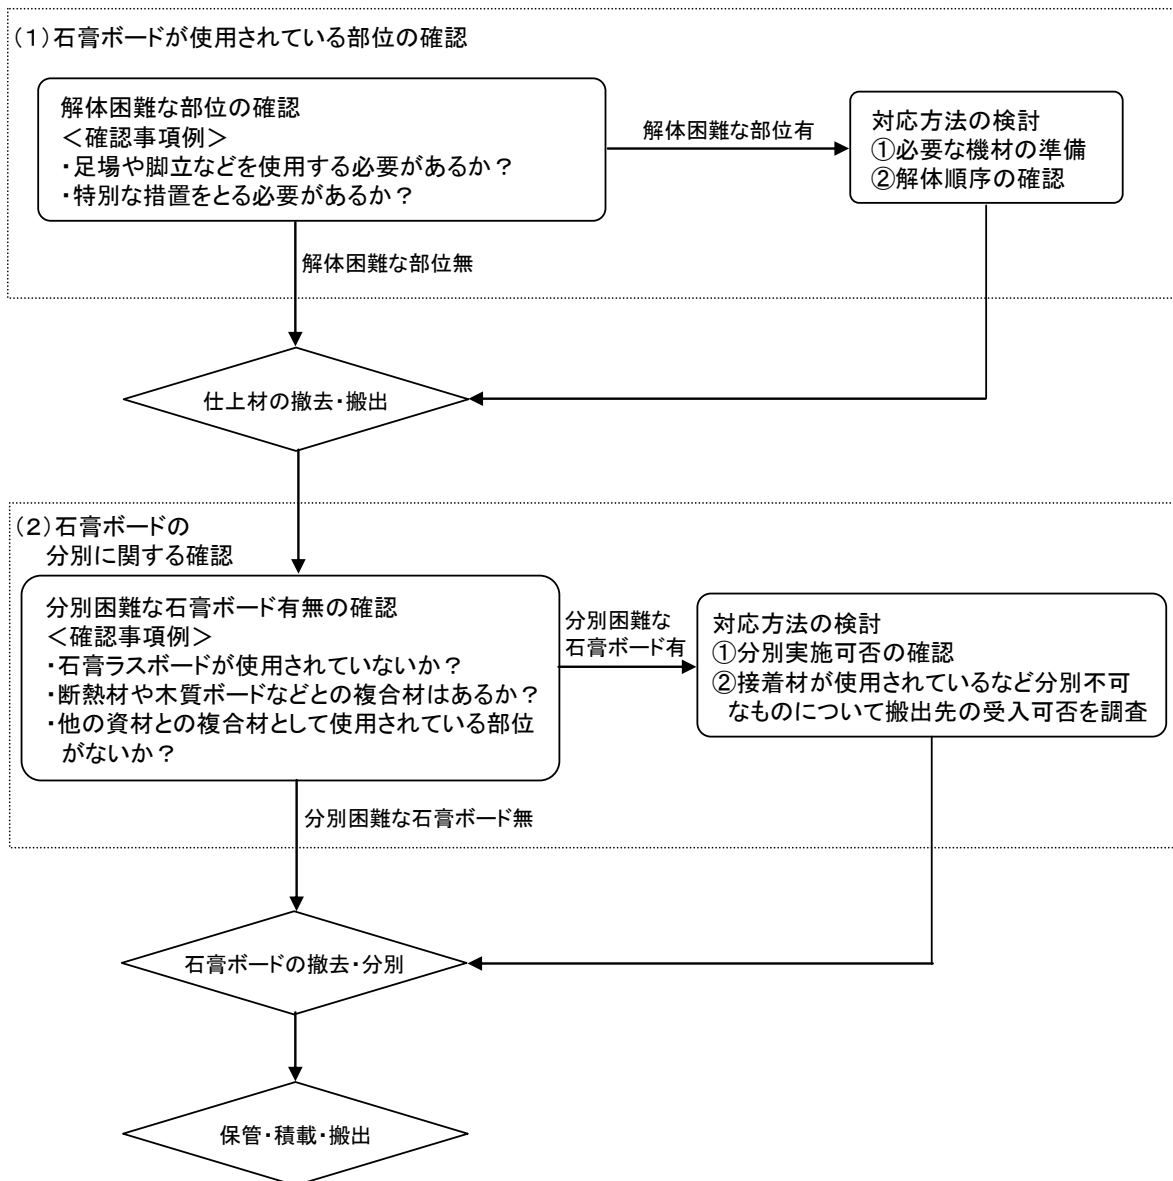 (1)石膏ボードが使用されている部位の確認
解体困難な部位の確認
<確認事項例>
・足場や脚立などを使用する必要があるか?
・特別な措置をとる必要があるか?
解体困難な部位有
対応方法の検討
①必要な機材の準備
②解体順序の確認
解体困難な部位無
仕上材の撤去・搬出
(2)石膏ボードの
分別に関する確認
分別困難な石膏ボード有無の確認
<確認事項例>
・石膏ラスボードが使用されていないか?
・断熱材や木質ボードなどとの複合材はあるか?
・他の資材との複合材として使用されている部位
がないか?
分別困難な
石膏ボード有
対応方法の検討
①分別実施可否の確認
②接着材が使用されているなど分別不可
なものについて搬出先の受入可否を調査
分別困難な石膏ボード無
石膏ボードの撤去・分別
保管・積載・搬出